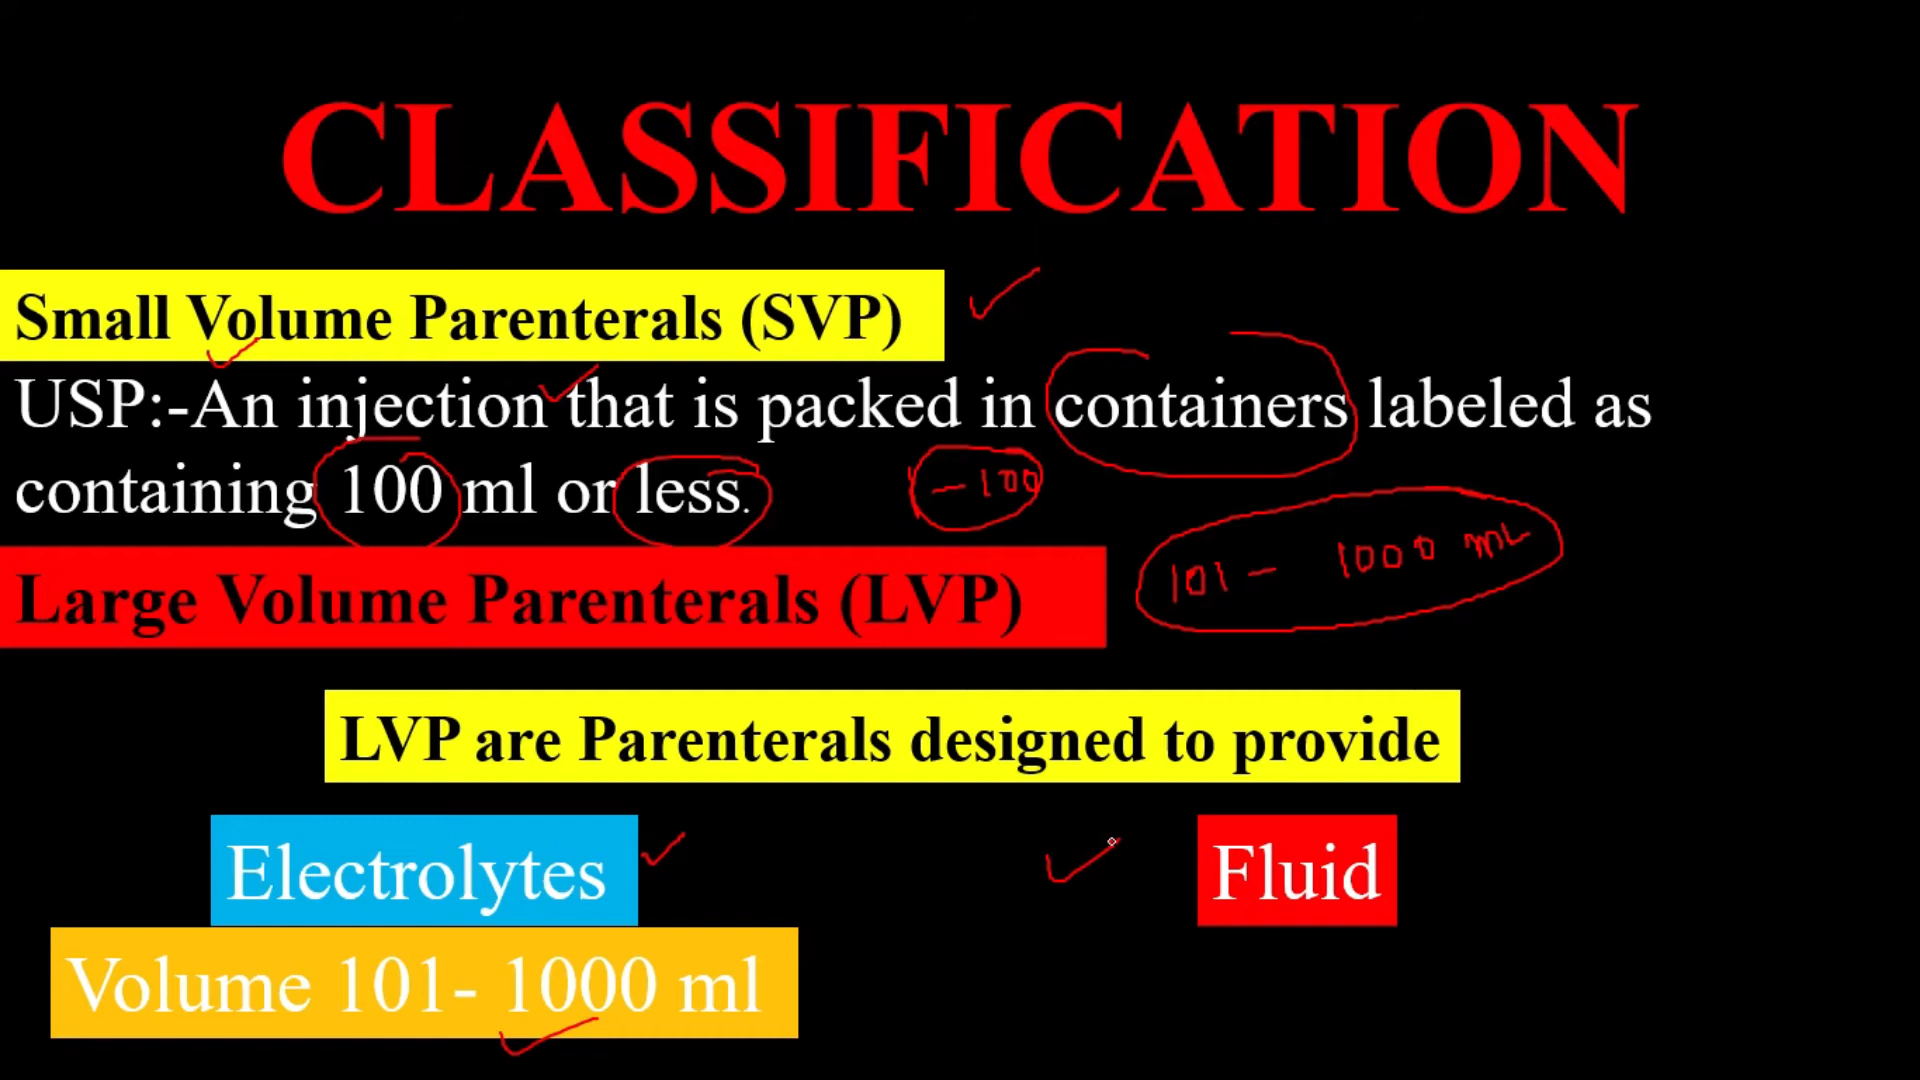 CLASSIFICATION
Small Volume Parenterals (SVP)
USP:-An injection that is packed in containers labeled as
containing 100 ml or less.
- 100
101 - 1000 mL
Large Volume Parenterals (LVP)
LVP are Parenterals designed to provide
Electrolytes
Fluid
Volume 101- 1000 ml